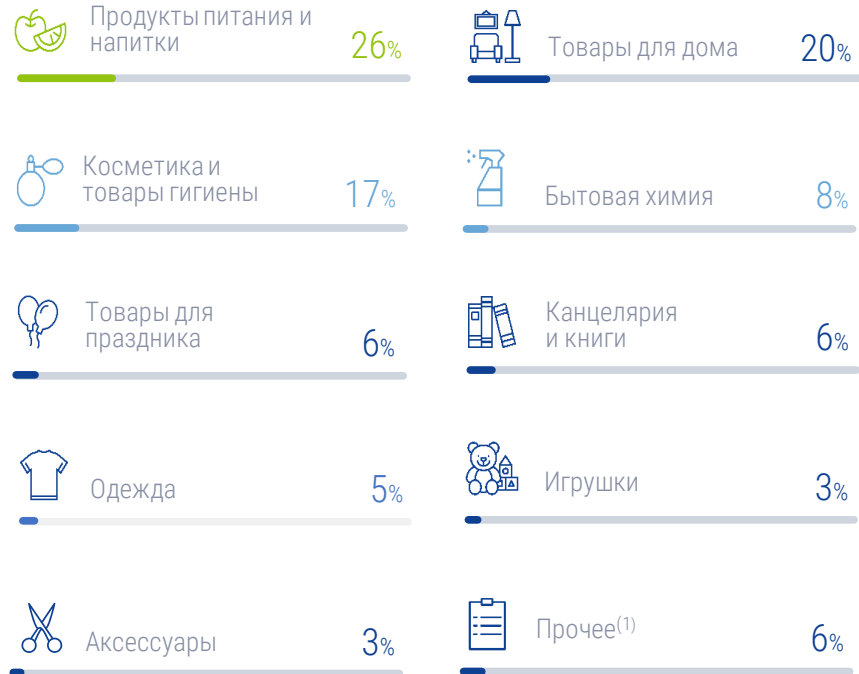 Продукты питания и
напитки
26%
Товары для дома
20%
Косметика и
товары гигиены
17%
Бытовая химия
8%
Товары для
праздника
6%
Канцелярия
и книги
6%
Одежда
5%
Игрушки
3%
Аксессуары
3%
Прочее(1)
6%